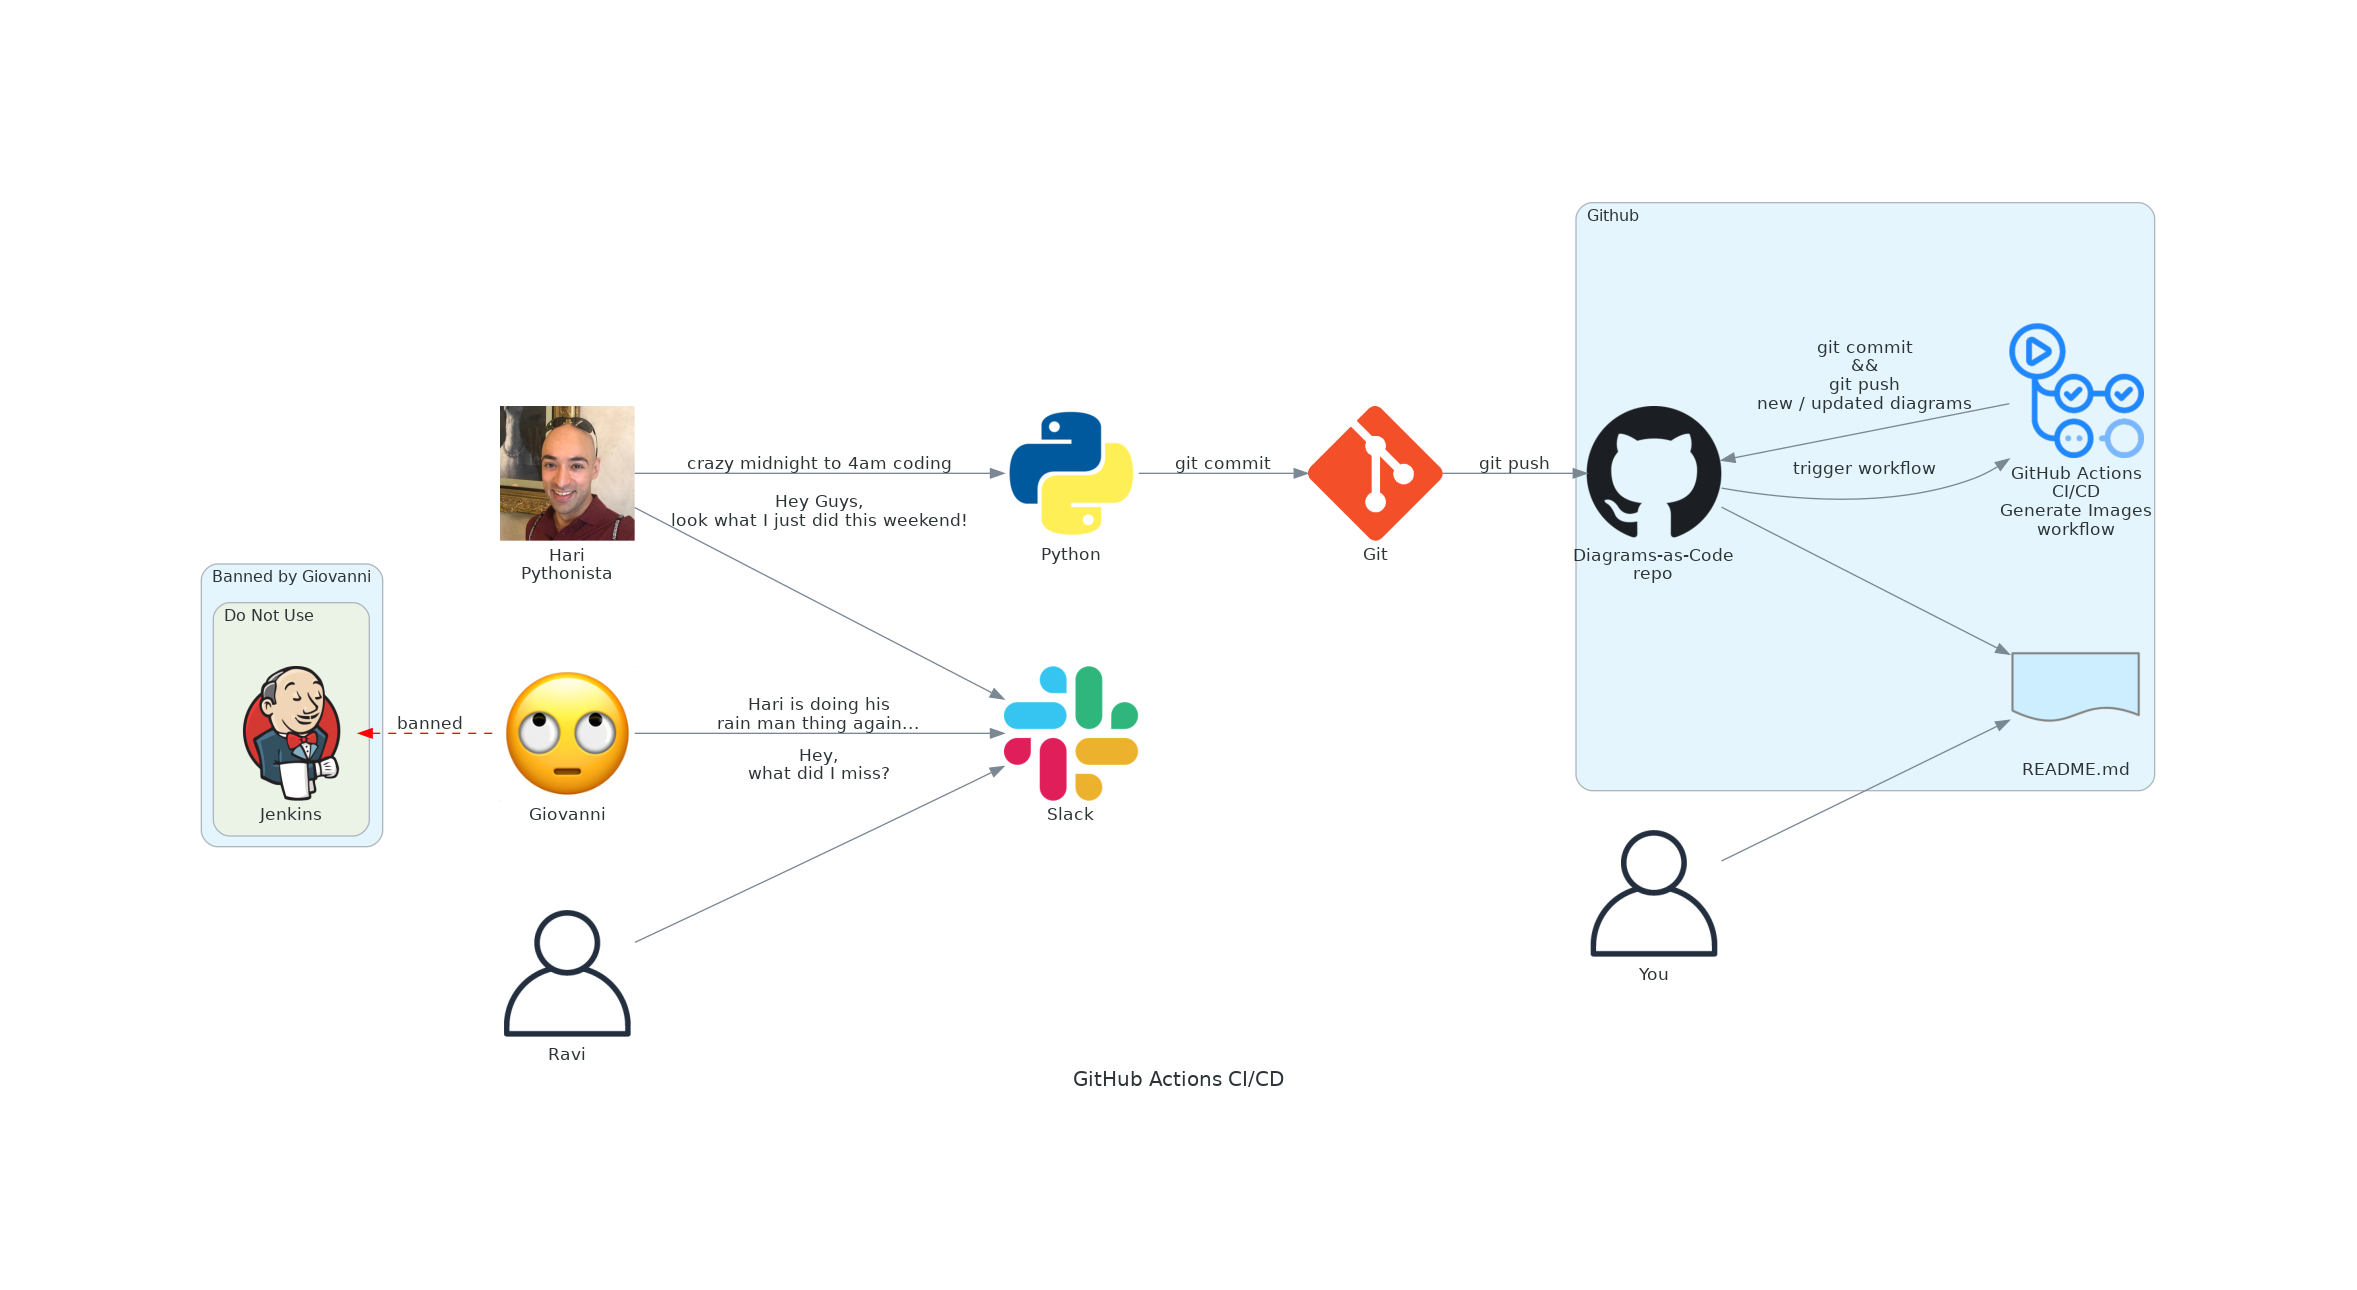 Github
git commit
&&
git push
new / updated diagrams
trigger workflow
GitHub Actions
CI/CD
Generate Images
workflow
crazy midnight to 4am coding
git commit
git push
Hey Guys,
look what I just did this weekend!
Hari
Pythonista
Python
Git
Diagrams-as-Code
repo
Banned by Giovanni
Do Not Use
banned
Jenkins
Hari is doing his
rain man thing again...
Hey,
what did I miss?
Giovanni
Slack
README.md
You
Ravi
GitHub Actions CI/CD